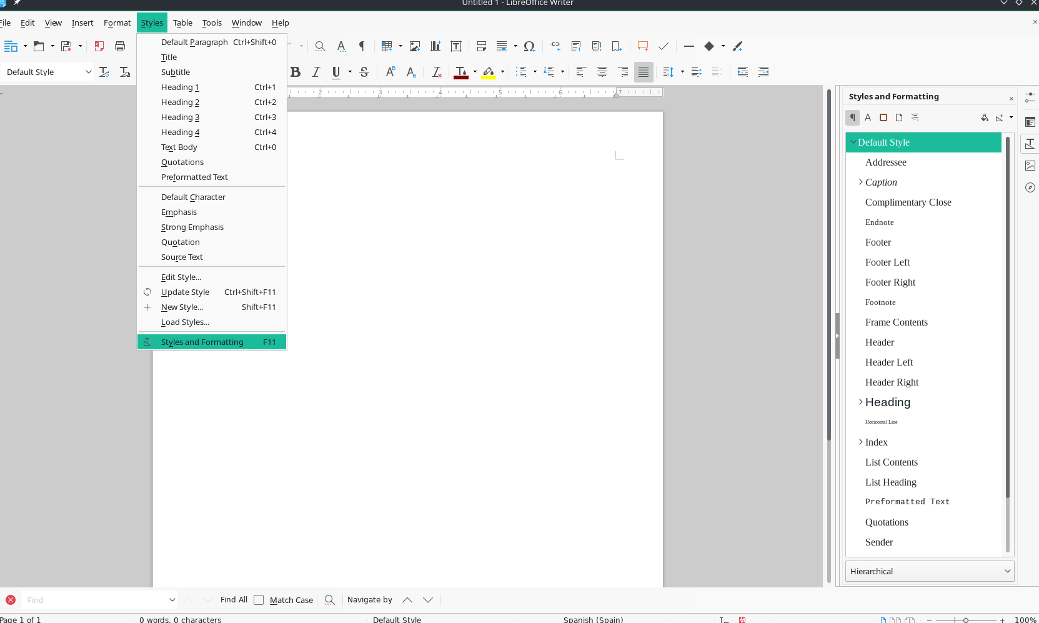 Untitled 1 - LibreOffice Writer
File Edit View Insert Format Styles Table Tools Window Help
Default Style
Default Paragraph Ctrl+Shift+0
Title
Subtitle
Heading 1 Ctrl+1
Heading 2 Ctrl+2
Heading 3 Ctrl+3
Heading 4 Ctrl+4
Text Body Ctrl+0
Quotations
Preformatted Text
Default Character
Emphasis
Strong Emphasis
Quotation
Source Text
Edit Style...
Update Style Ctrl+Shift+F11
New Style... Shift+F11
Load Styles...
Styles and Formatting F11
2 3 4 5 6 7
Styles and Formatting
Default Style
Addressee
Caption
Complimentary Close
Endnote
Footer
Footer Left
Footer Right
Footnote
Frame Contents
Header
Header Left
Header Right
Heading
Horizontal Line
Index
List Contents
List Heading
Preformatted Text
Quotations
Sender
Hierarchical
Find Find All Match Case Navigate by
Page 1 of 1 0 words, 0 characters Default Style Spanish (Spain) 100%